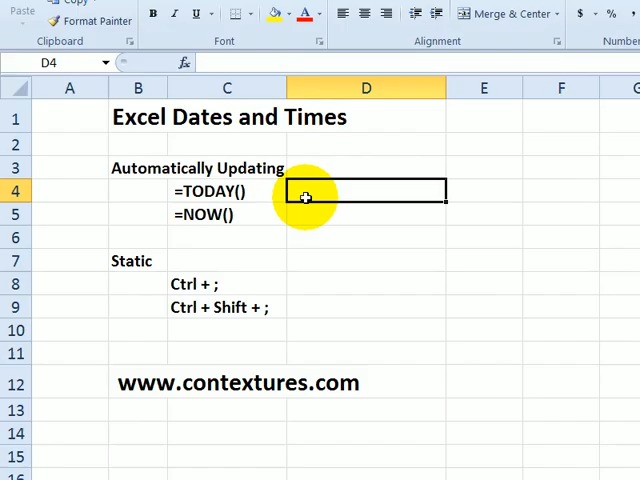 Paste
Copy
Format Painter
B I U
A
Merge & Center
$ % ,
Clipboard
Font
Alignment
D4
fx
A B C D E F
1 Excel Dates and Times
2
3 Automatically Updating
4 =TODAY()
5 =NOW()
6
7 Static
8 Ctrl + ;
9 Ctrl + Shift + ;
10
11
12 www.contextures.com
13
14
15